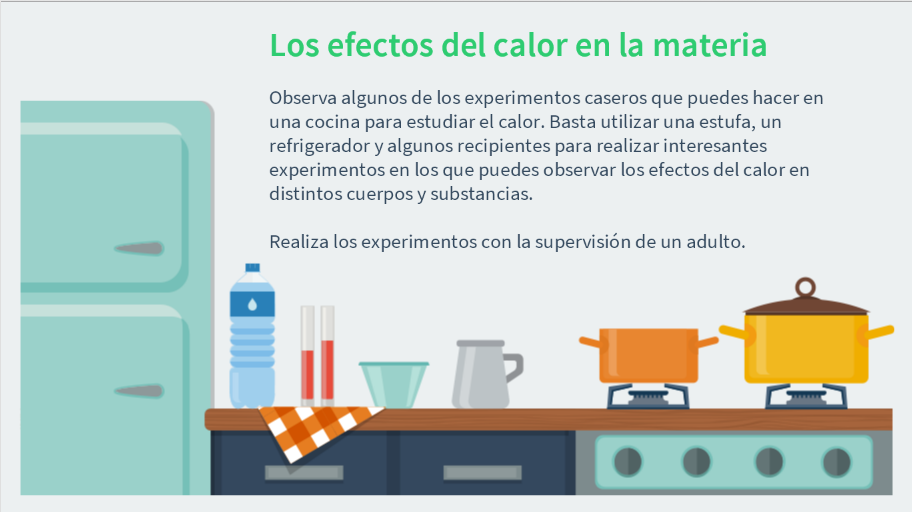 Los efectos del calor en la materia
Observa algunos de los experimentos caseros que puedes hacer en
una cocina para estudiar el calor. Basta utilizar una estufa, un
refrigerador y algunos recipientes para realizar interesantes
experimentos en los que puedes observar los efectos del calor en
distintos cuerpos y substancias.
Realiza los experimentos con la supervisión de un adulto.